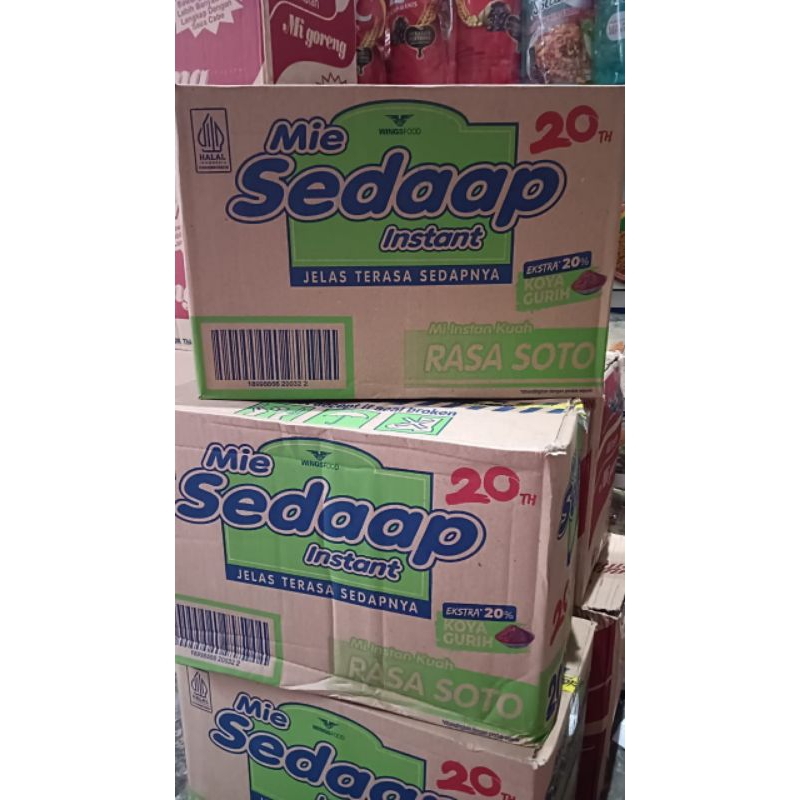 Mi goreng
WINGSFOOD
20TH
HALAL
INDONESIA
Mie
Sedaap
Instant
JELAS TERASA SEDAPNYA
EKSTRA* 20%
KOYA
GURIH
Mi Instan Kuah
RASA SOTO
broken
WINGSFOOD
20TH
Mie
Sedaap
Instant
JELAS TERASA SEDAPNYA
EKSTRA* 20%
KOYA
GURIH
Mi Instan Kuah
RASA SOTO
WINGSFOOD
20TH
Mie
Sedaap